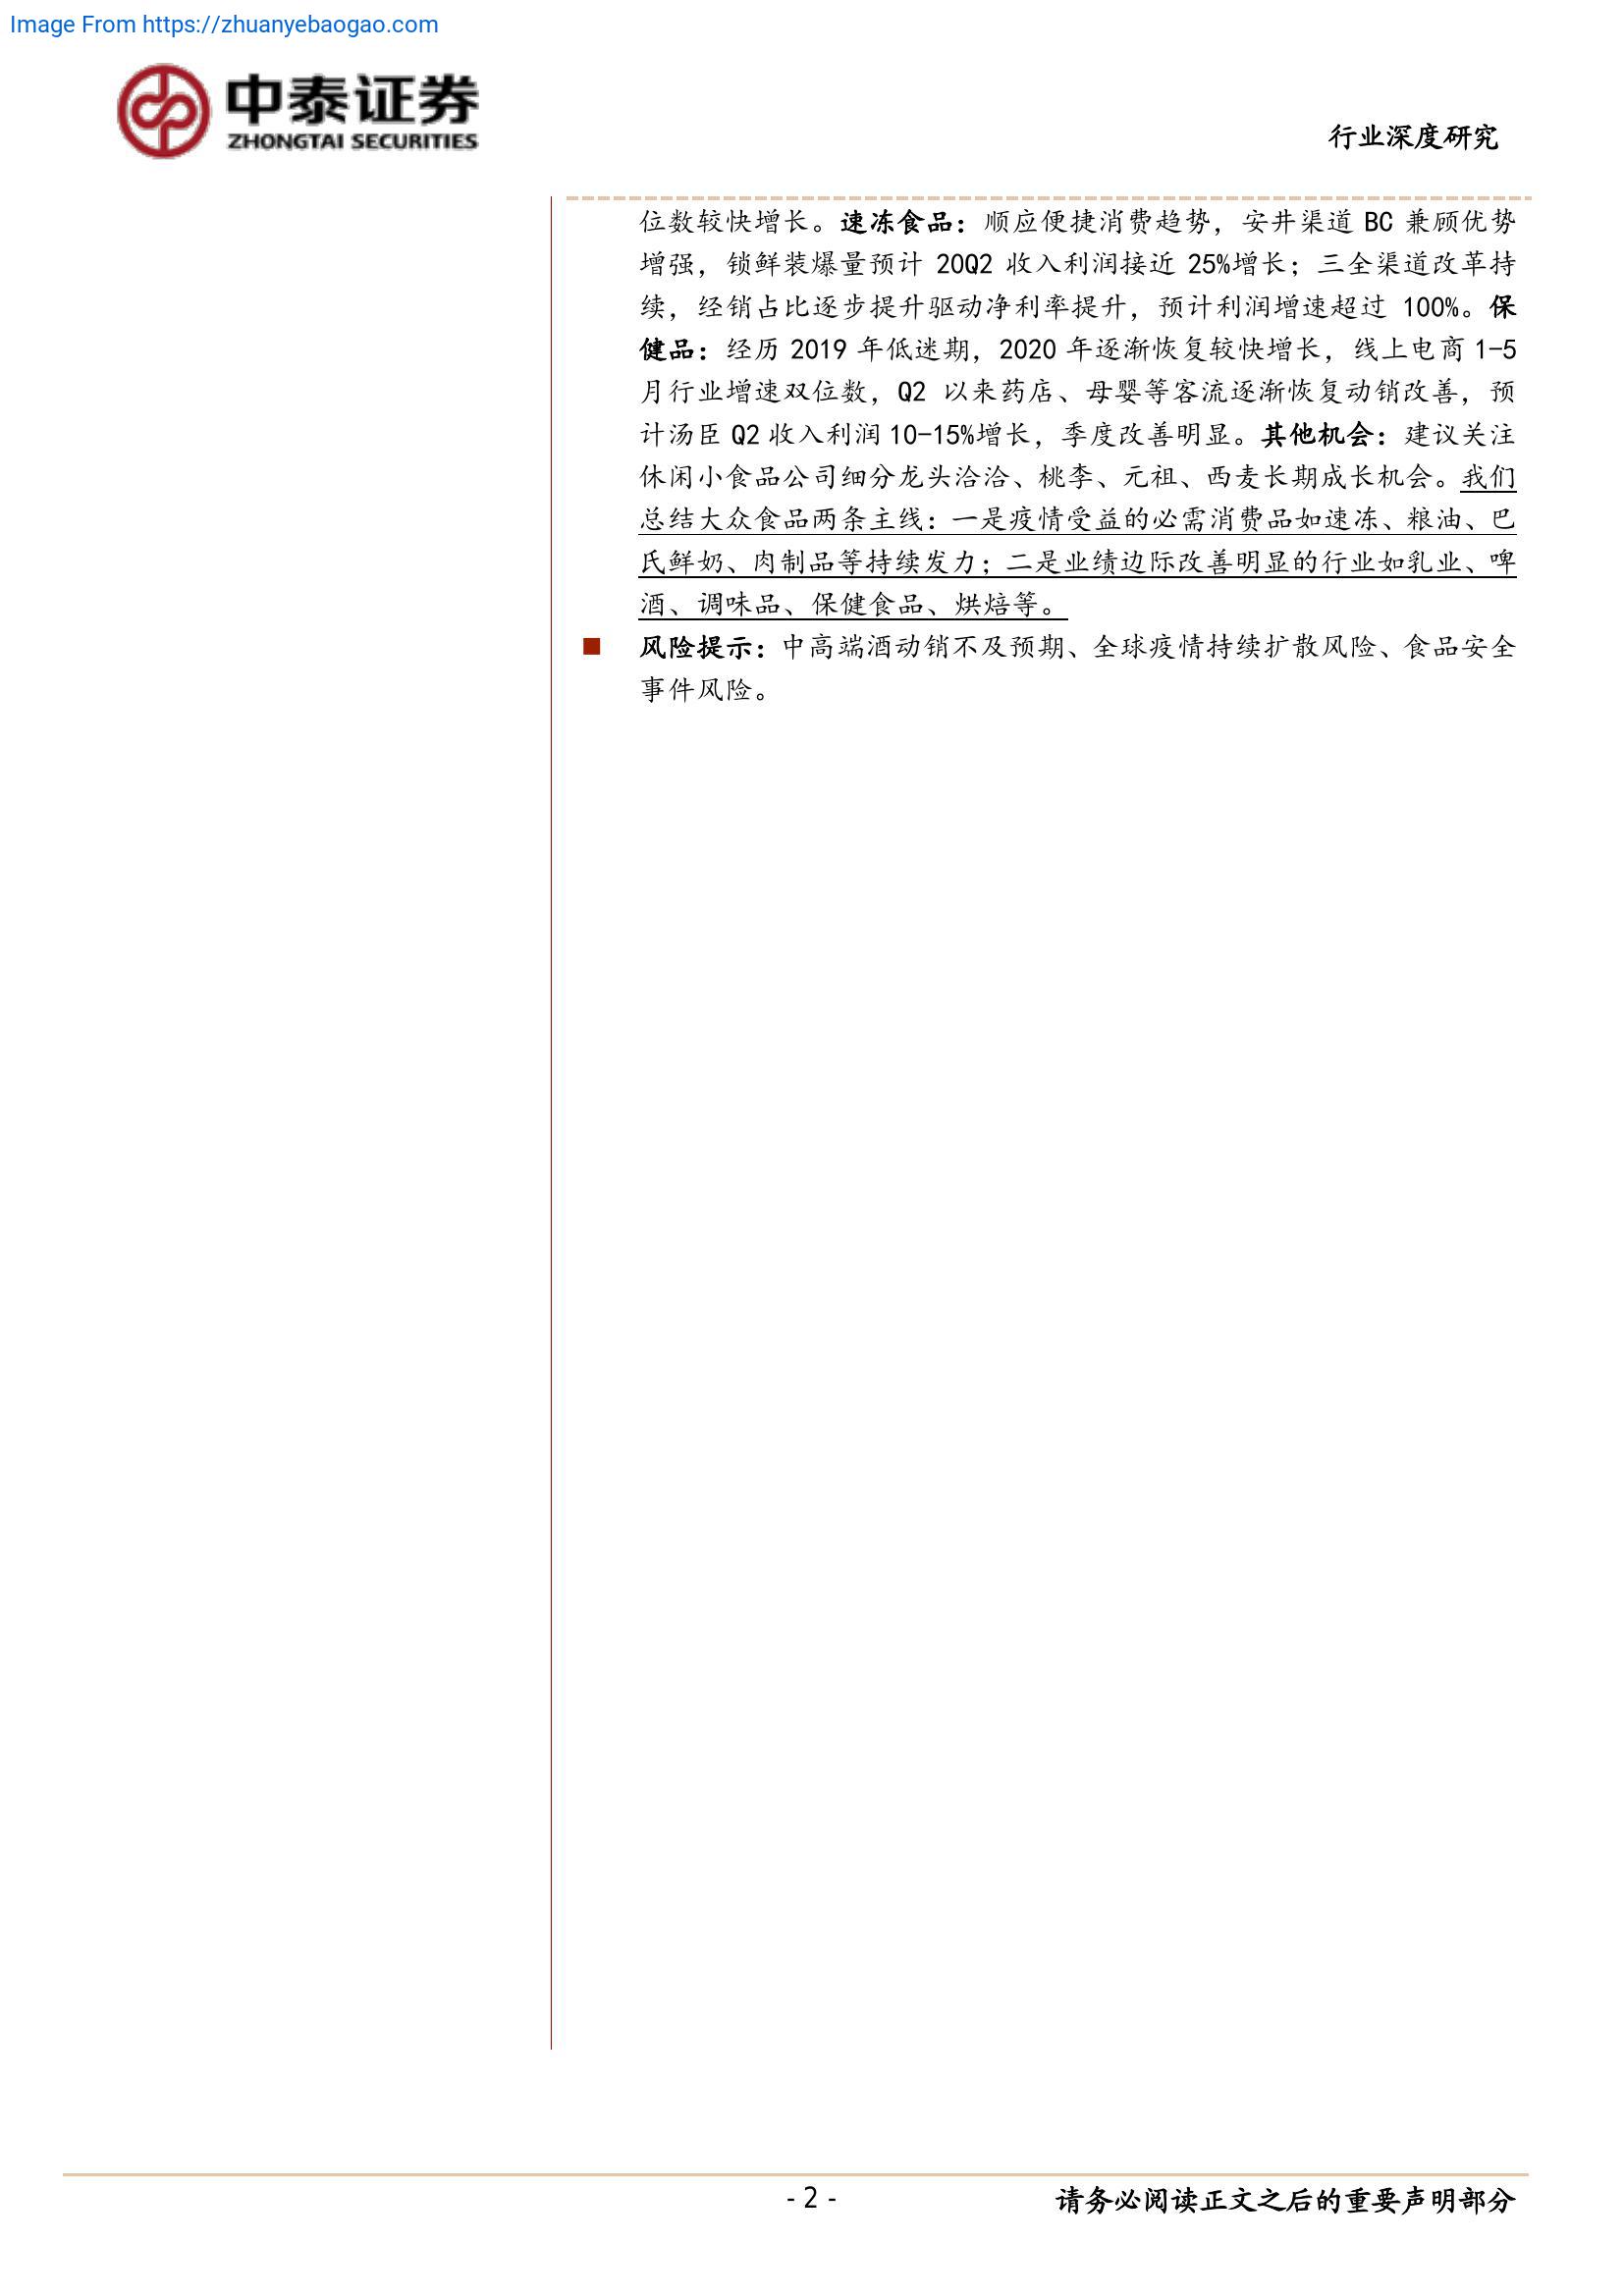 Image From https://zhuanyebaogao.com
中泰证券
ZHONGTAI SECURITIES
行业深度研究
位数较快增长。速冻食品：顺应便捷消费趋势，安井渠道 BC 兼顾优势
增强，锁鲜装爆量预计 20Q2 收入利润接近 25%增长；三全渠道改革持
续，经销占比逐步提升驱动净利率提升，预计利润增速超过 100%。保
健品：经历 2019 年低迷期，2020 年逐渐恢复较快增长，线上电商 1-5
月行业增速双位数，Q2 以来药店、母婴等客流逐渐恢复动销改善，预
计汤臣 Q2 收入利润 10-15%增长，季度改善明显。其他机会：建议关注
休闲小食品公司细分龙头洽洽、桃李、元祖、西麦长期成长机会。我们
总结大众食品两条主线：一是疫情受益的必需消费品如速冻、粮油、巴
氏鲜奶、肉制品等持续发力；二是业绩边际改善明显的行业如乳业、啤
酒、调味品、保健食品、烘焙等。
■ 风险提示：中高端酒动销不及预期、全球疫情持续扩散风险、食品安全
事件风险。
- 2 -
请务必阅读正文之后的重要声明部分